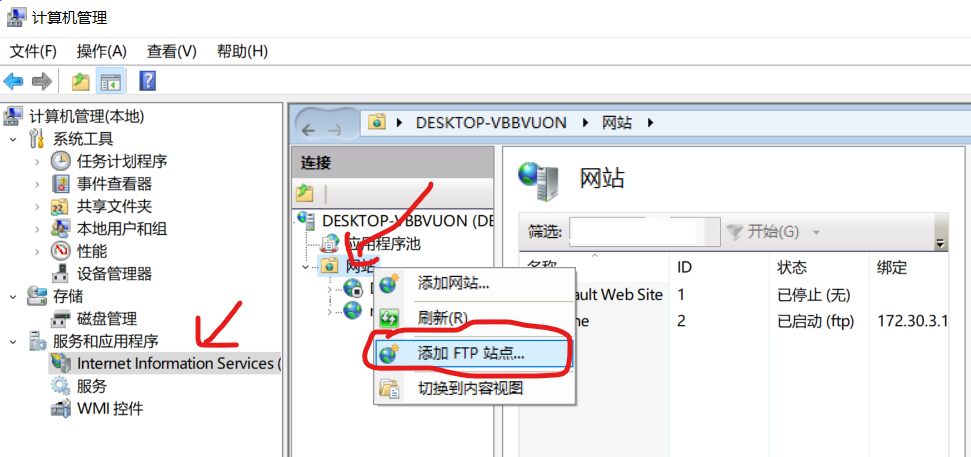 计算机管理
文件(F) 操作(A) 查看(V) 帮助(H)
计算机管理(本地)
系统工具
任务计划程序
事件查看器
共享文件夹
本地用户和组
性能
设备管理器
存储
磁盘管理
服务和应用程序
Internet Information Services (
服务
WMI 控件
DESKTOP-VBBVUON 网站
连接
DESKTOP-VBBVUON (DE
应用程序池
网站
添加网站...
刷新(R)
添加 FTP 站点...
切换到内容视图
网站
筛选: 开始(G)
名称 ID 状态 绑定
ault Web Site 1 已停止 (无)
ne 2 已启动 (ftp) 172.30.3.1